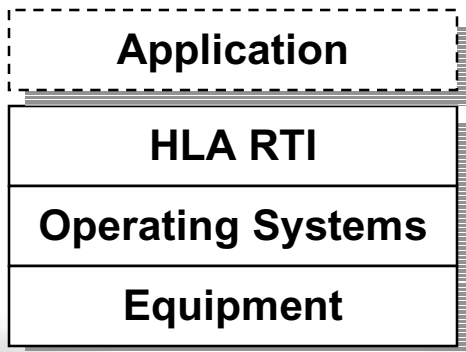 Application
HLA RTI
Operating Systems
Equipment